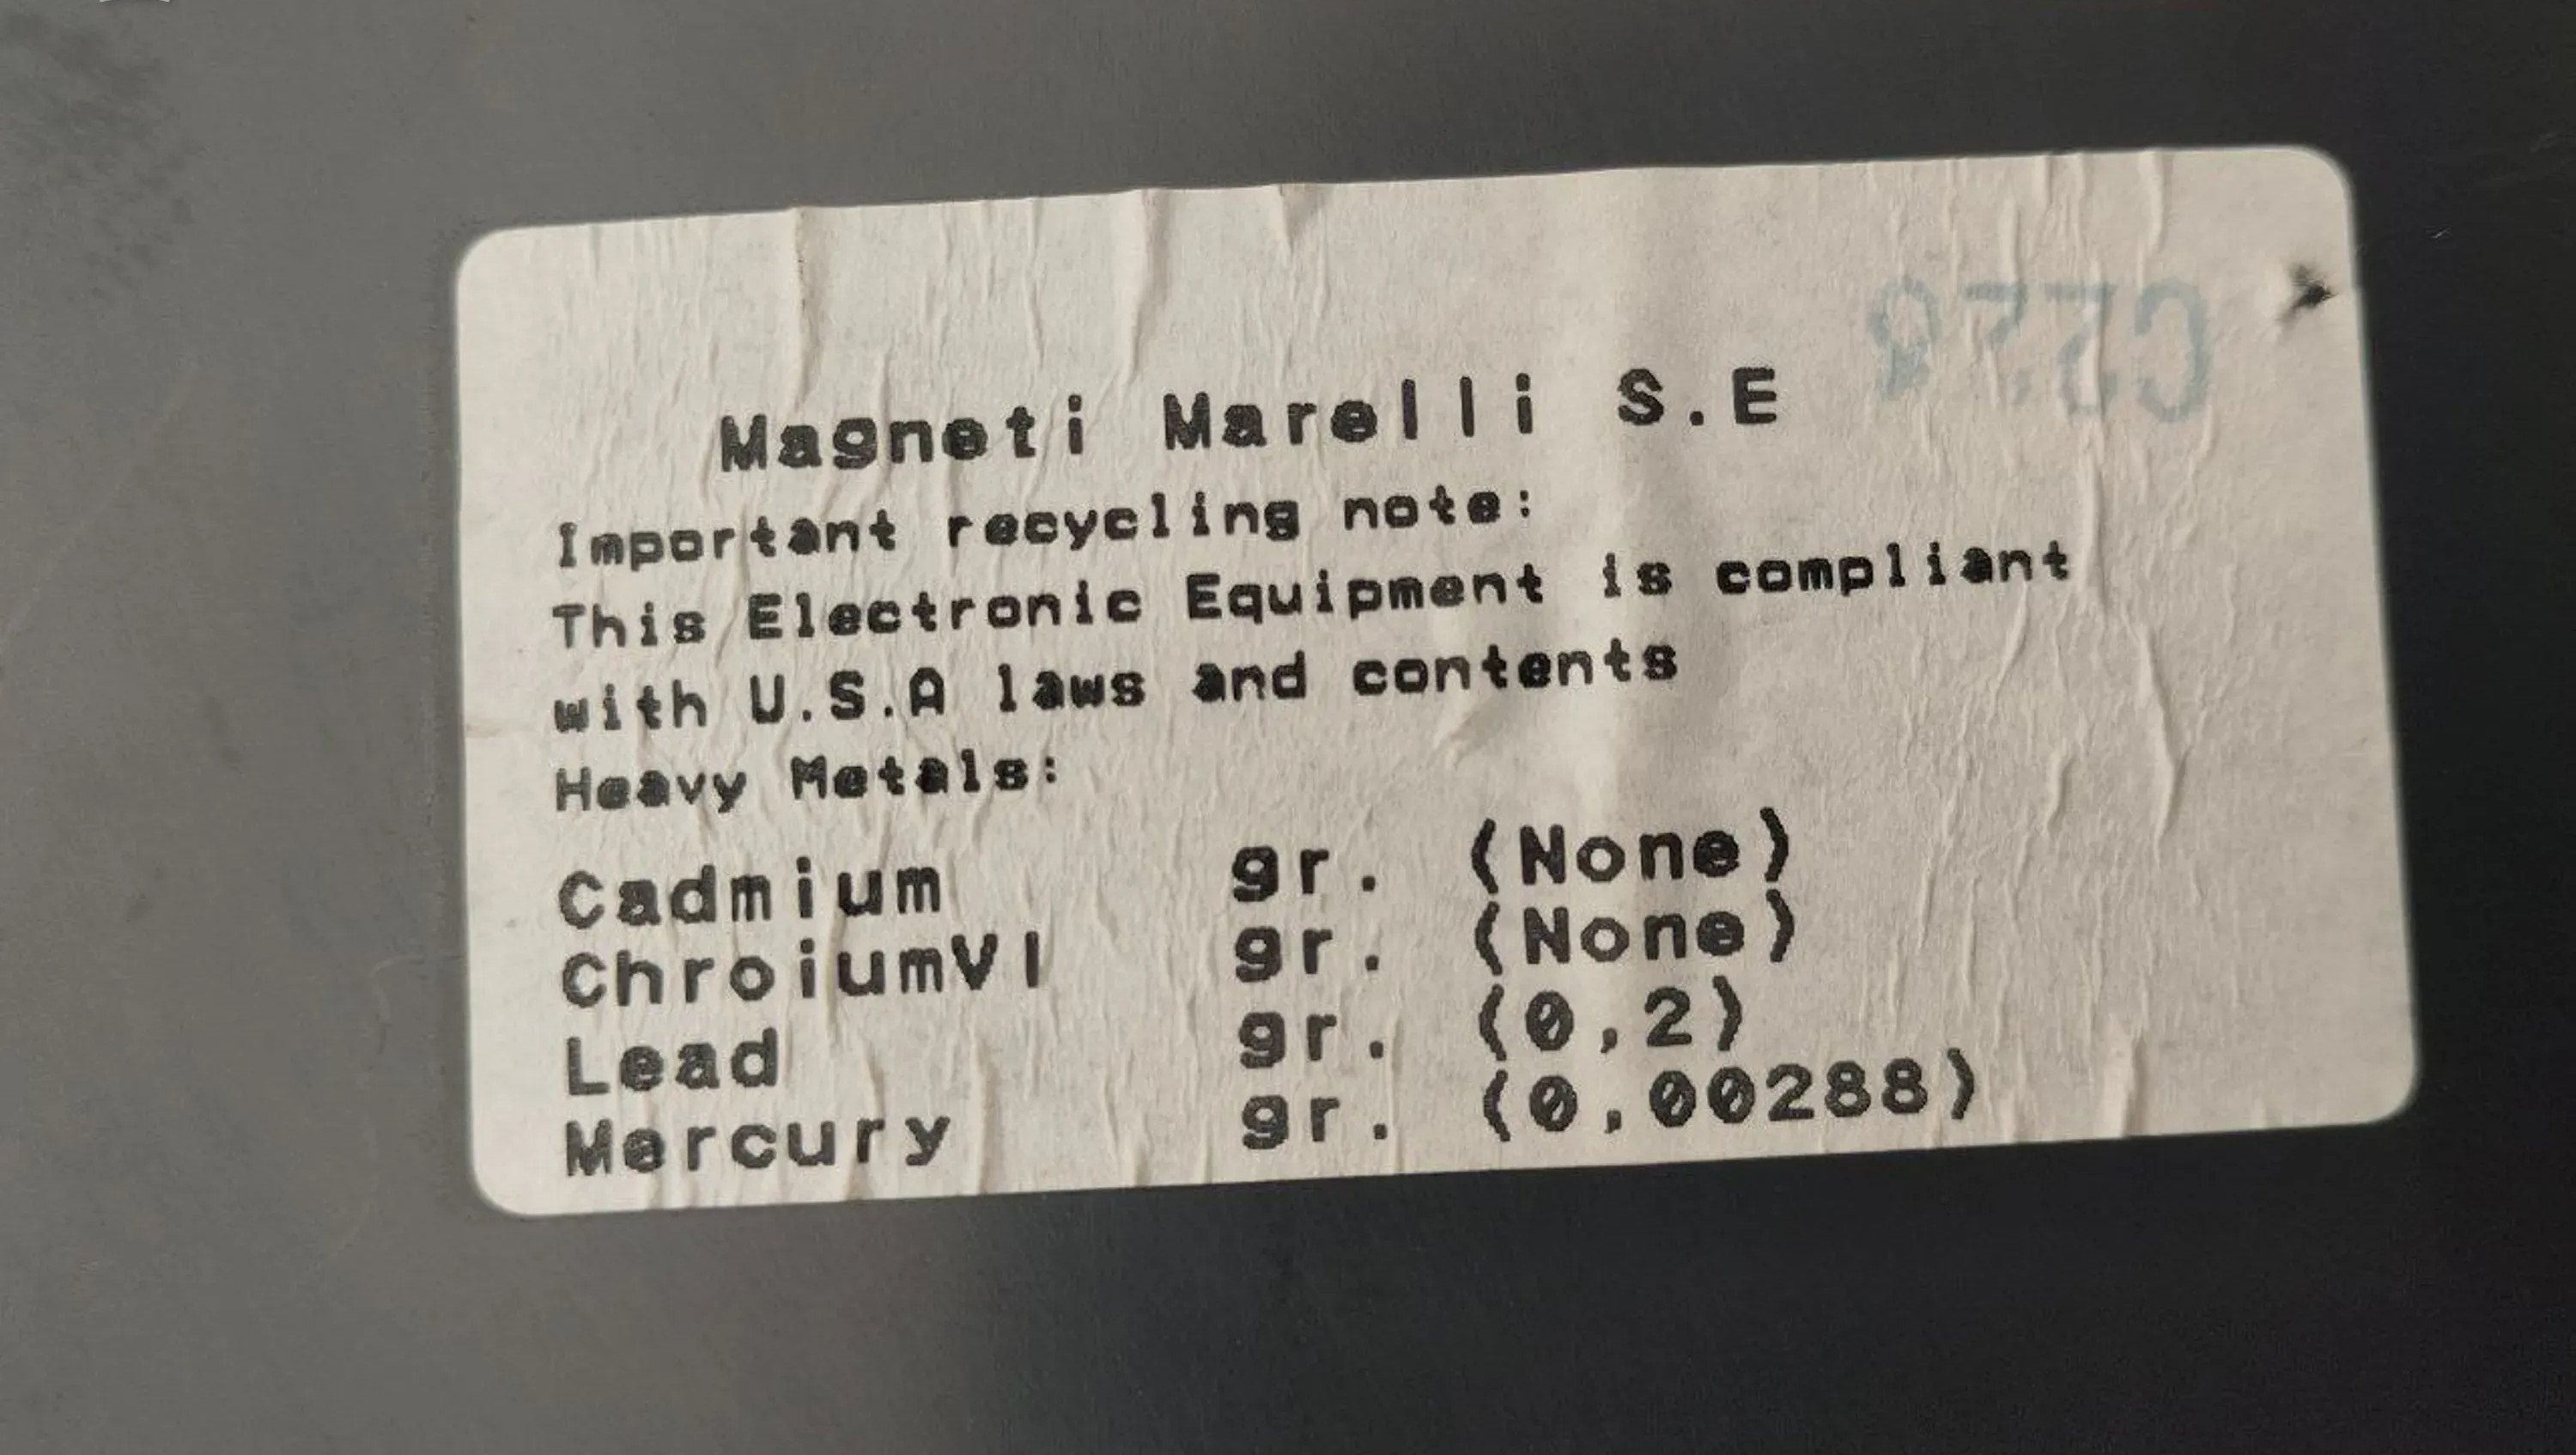 Magneti Marelli S.E
Important recycling note:
This Electronic Equipment is compliant
with U.S.A laws and contents
Heavy Metals:
Cadmium gr. (None)
ChroiumVI gr. (None)
Lead gr. (0,2)
Mercury gr. (0,00288)